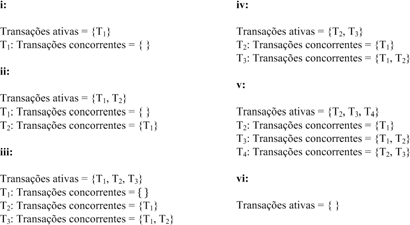 i:
Transações ativas = {T₁}
T₁: Transações concorrentes = { }
ii:
Transações ativas = {T₁, T₂}
T₁: Transações concorrentes = { }
T₂: Transações concorrentes = {T₁}
iii:
Transações ativas = {T₁, T₂, T₃}
T₁: Transações concorrentes = { }
T₂: Transações concorrentes = {T₁}
T₃: Transações concorrentes = {T₁, T₂}
iv:
Transações ativas = {T₂, T₃}
T₂: Transações concorrentes = {T₁}
T₃: Transações concorrentes = {T₁, T₂}
v:
Transações ativas = {T₂, T₃, T₄}
T₂: Transações concorrentes = {T₁}
T₃: Transações concorrentes = {T₁, T₂}
T₄: Transações concorrentes = {T₂, T₃}
vi:
Transações ativas = { }